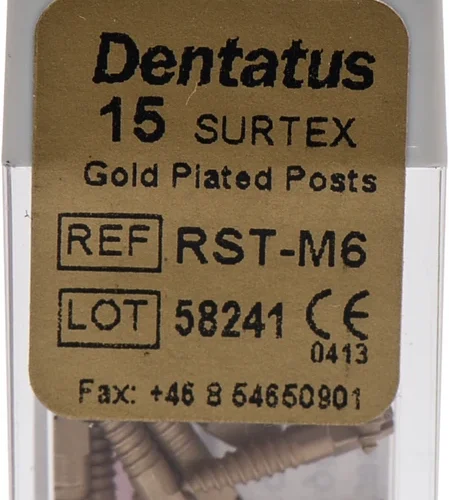 Dentatus
15 SURTEX
Gold Plated Posts
REF RST-M6
LOT 58241 CE
0413
Fax: +46 8 54650901